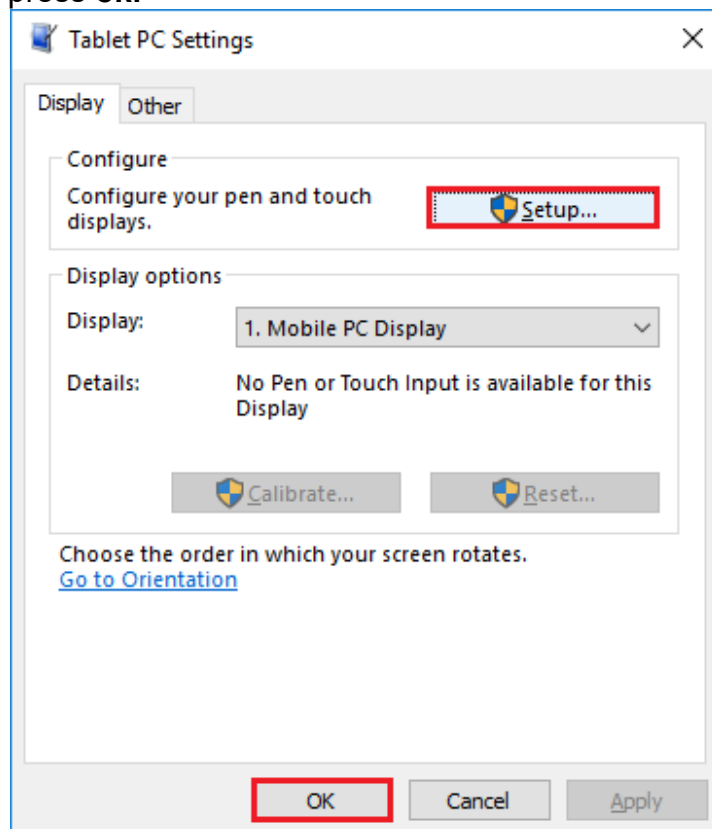 press OK.
Tablet PC Settings
Display Other
Configure
Configure your pen and touch
displays.
Setup...
Display options
Display:
1. Mobile PC Display
Details:
No Pen or Touch Input is available for this
Display
Calibrate...
Reset...
Choose the order in which your screen rotates.
Go to Orientation
OK
Cancel
Apply